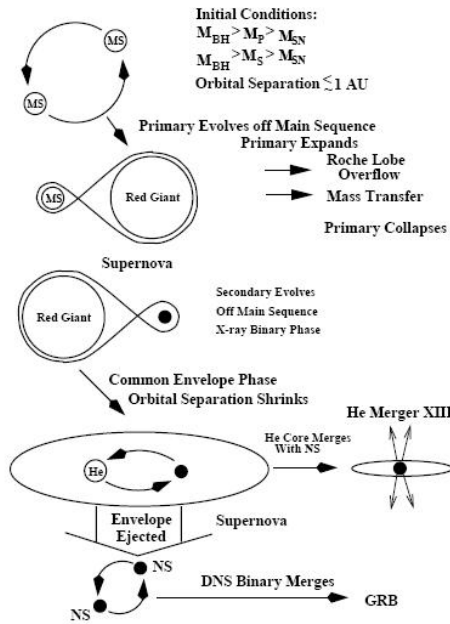 Initial Conditions:
M_BH > M_P > M_SN
M_BH > M_S > M_SN
Orbital Separation ≲ 1 AU
MS
MS
Primary Evolves off Main Sequence
Primary Expands
Roche Lobe
Overflow
Mass Transfer
MS
Red Giant
Primary Collapses
Supernova
Red Giant
Secondary Evolves
Off Main Sequence
X-ray Binary Phase
Common Envelope Phase
Orbital Separation Shrinks
He Merger XIII
He Core Merges
With NS
He
Envelope
Ejected
Supernova
NS
NS
DNS Binary Merges
GRB